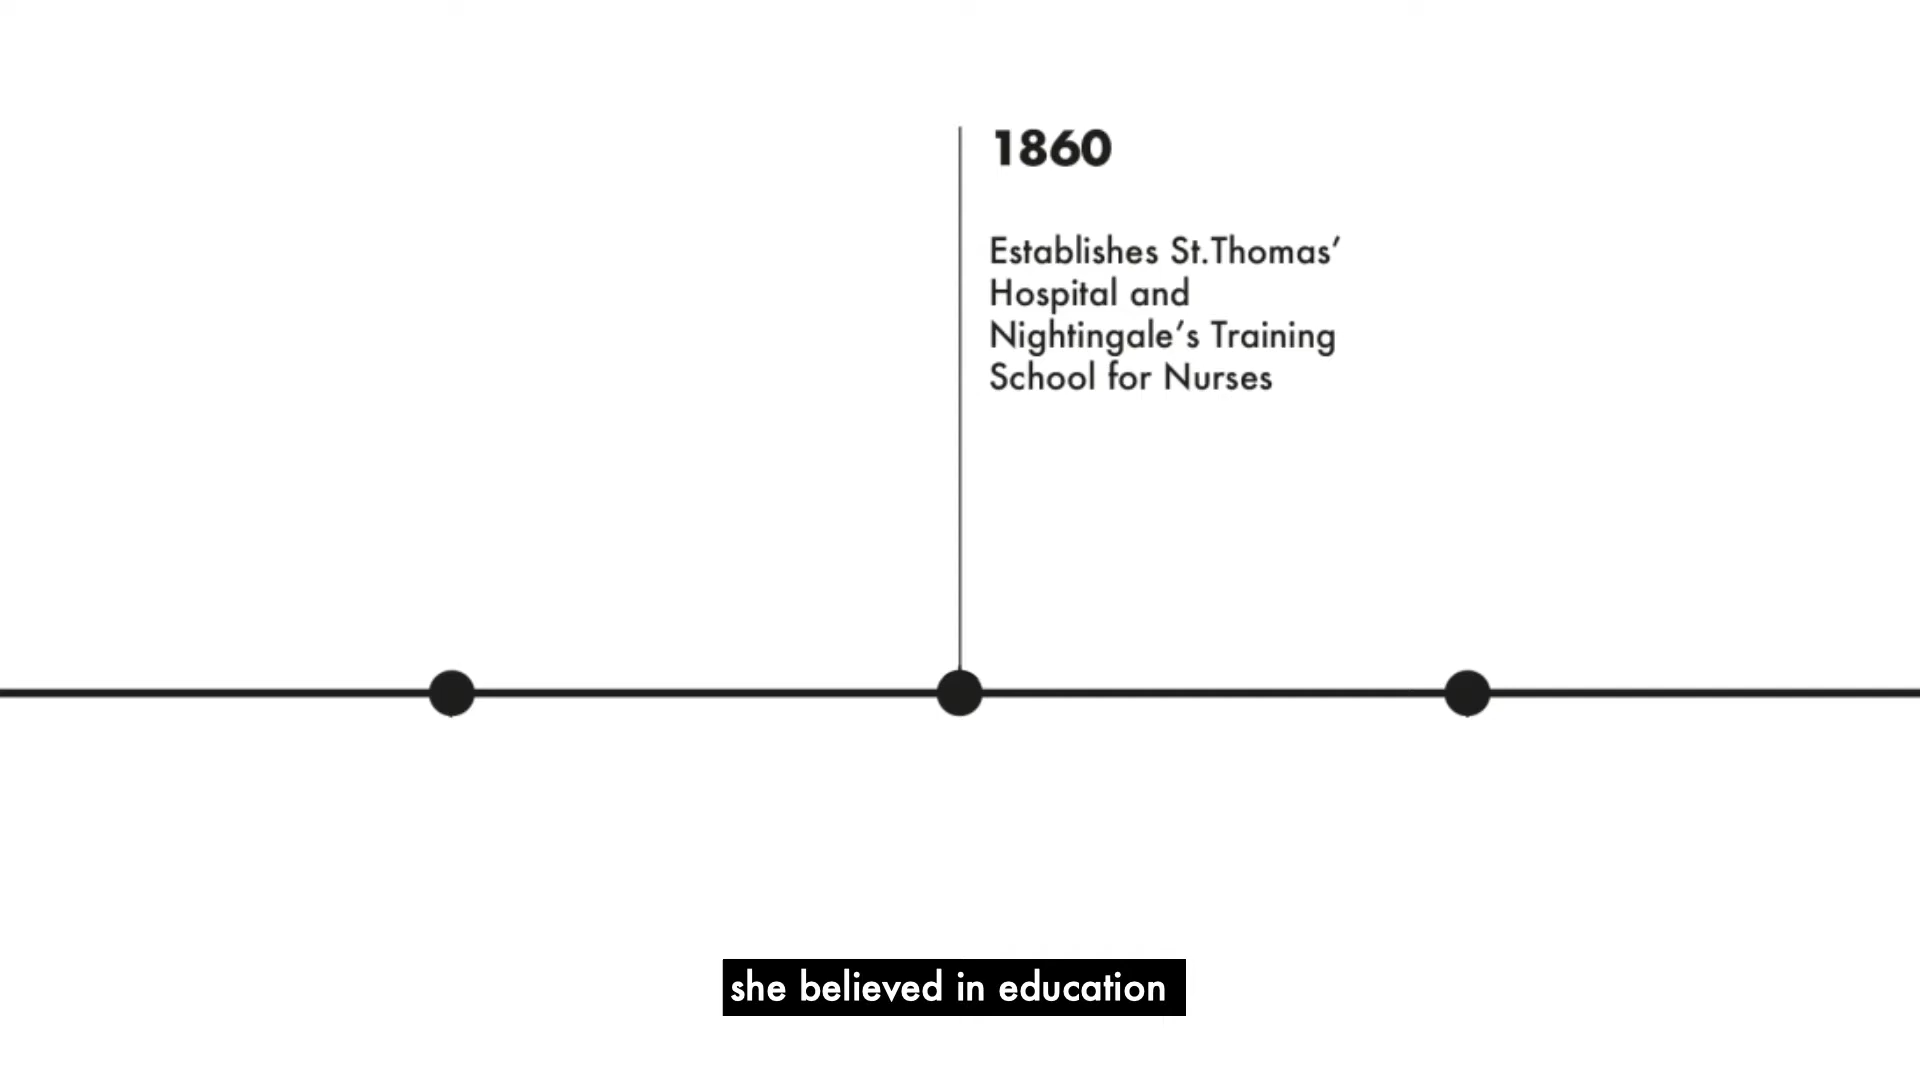 1860
Establishes St.Thomas’
Hospital and
Nightingale’s Training
School for Nurses
she believed in education